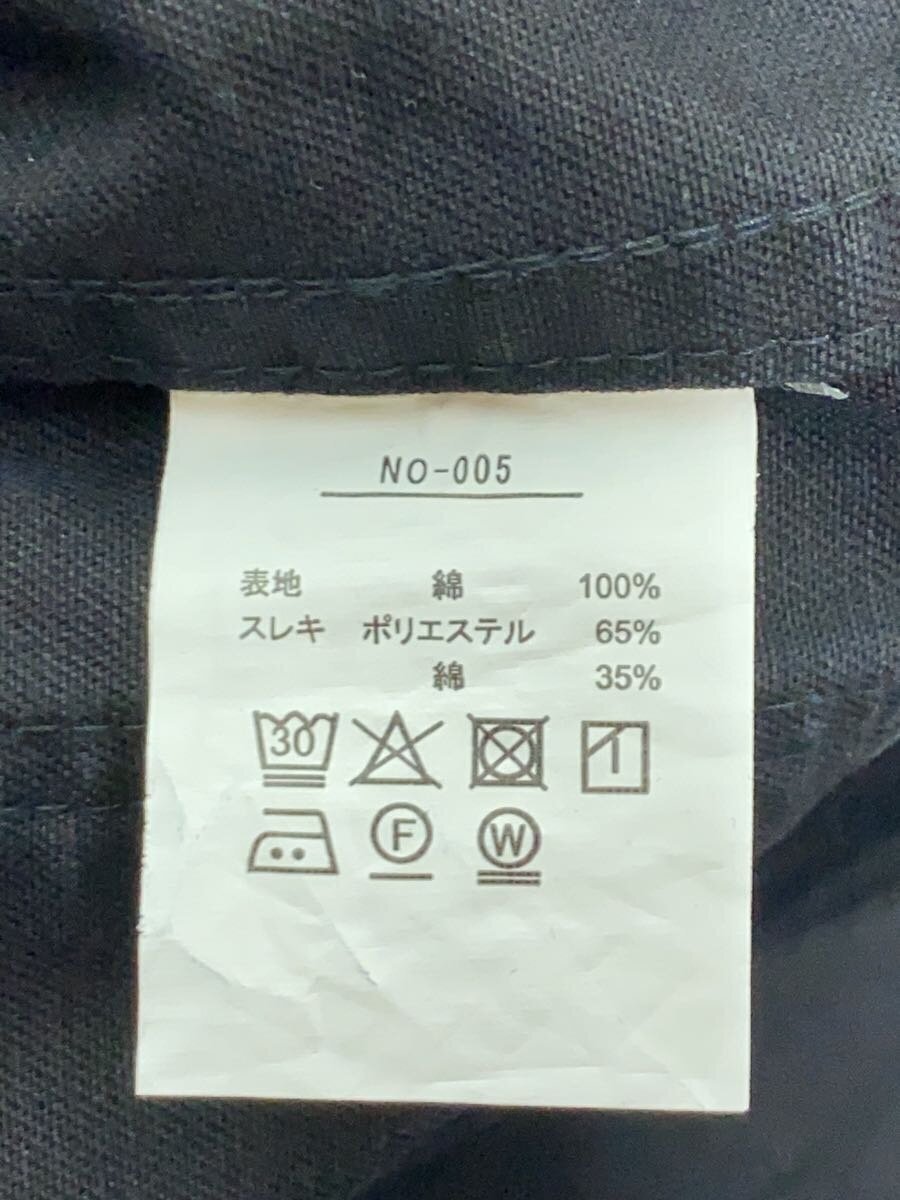 NO-005
表地 綿 100%
スレキ ポリエステル 65%
綿 35%
30
F W